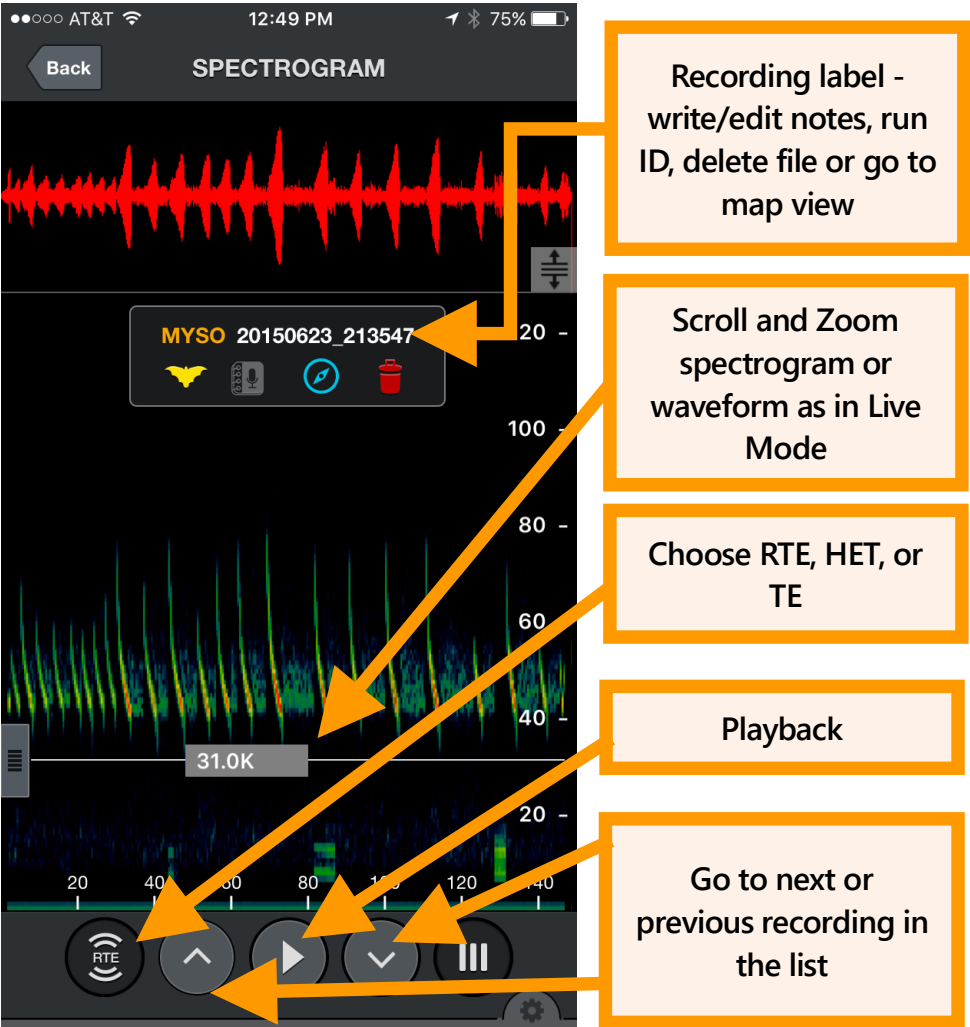 AT&T 12:49 PM 75%
Back SPECTROGRAM
Recording label -
write/edit notes, run
ID, delete file or go to
map view
MYSO 20150623_213547
20 -
Scroll and Zoom
spectrogram or
waveform as in Live
Mode
100 -
80 -
Choose RTE, HET, or
TE
60
40 -
Playback
31.0K
20 -
20 40 60 80 120 140
Go to next or
previous recording in
the list
RTE